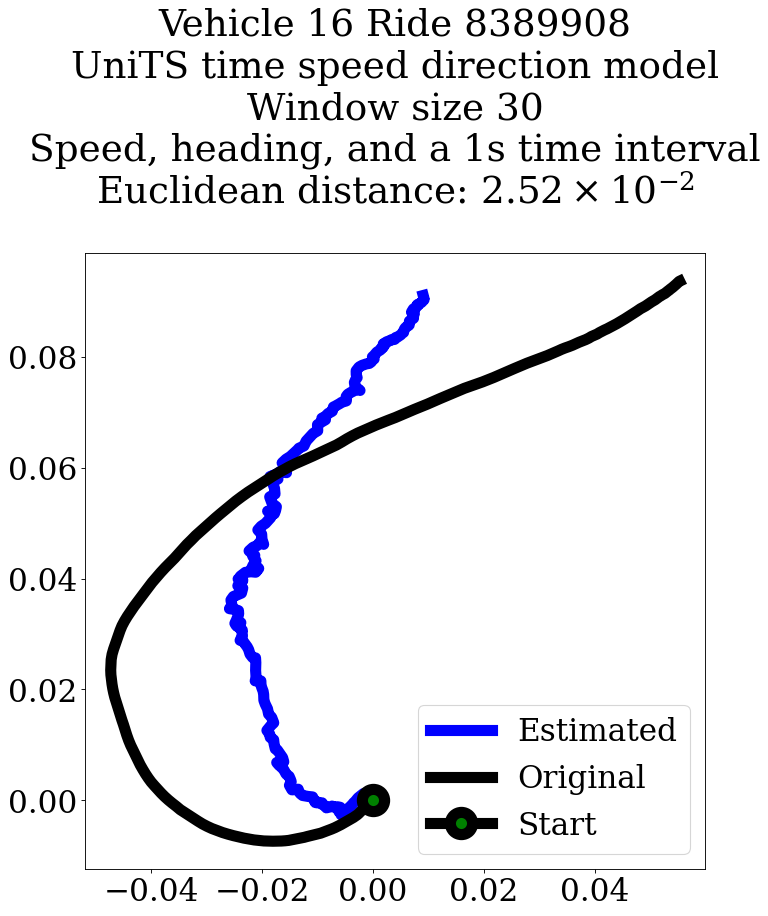 Vehicle 16 Ride 8389908
UniTS time speed direction model
Window size 30
Speed, heading, and a 1s time interval
Euclidean distance: 2.52 × 10⁻²
0.08
0.06
0.04
0.02
0.00
Estimated
Original
Start
−0.04 −0.02 0.00 0.02 0.04